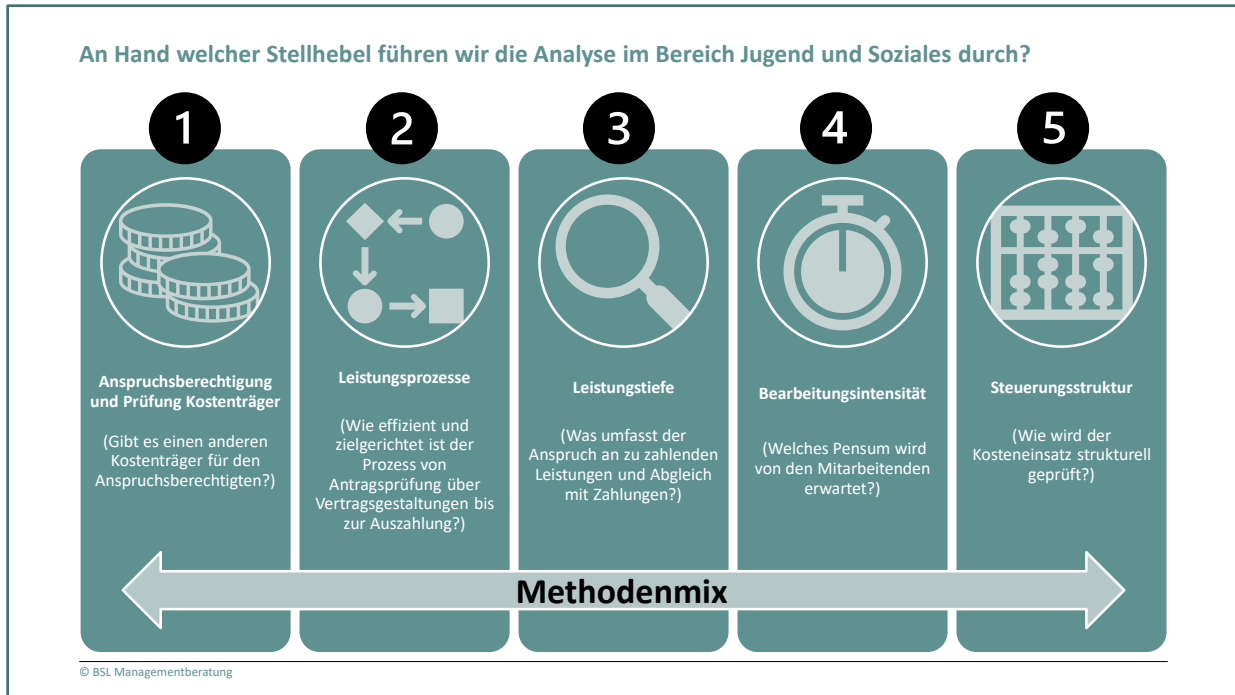 An Hand welcher Stellhebel führen wir die Analyse im Bereich Jugend und Soziales durch?
1
Anspruchsberechtigung
und Prüfung Kostenträger
(Gibt es einen anderen
Kostenträger für den
Anspruchsberechtigten?)
2
Leistungsprozesse
(Wie effizient und
zielgerichtet ist der
Prozess von
Antragsprüfung über
Vertragsgestaltungen bis
zur Auszahlung?)
3
Leistungstiefe
(Was umfasst der
Anspruch an zu zahlenden
Leistungen und Abgleich
mit Zahlungen?)
4
Bearbeitungsintensität
(Welches Pensum wird
von den Mitarbeitenden
erwartet?)
5
Steuerungsstruktur
(Wie wird der
Kosteneinsatz strukturell
geprüft?)
Methodenmix
© BSL Managementberatung